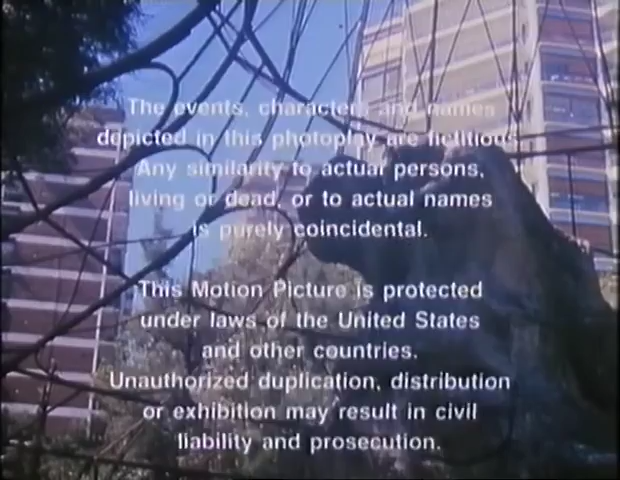 The events, characters and names
depicted in this photoplay are fictitious.
Any similarity to actual persons,
living or dead, or to actual names
is purely coincidental.
This Motion Picture is protected
under laws of the United States
and other countries.
Unauthorized duplication, distribution
or exhibition may result in civil
liability and prosecution.